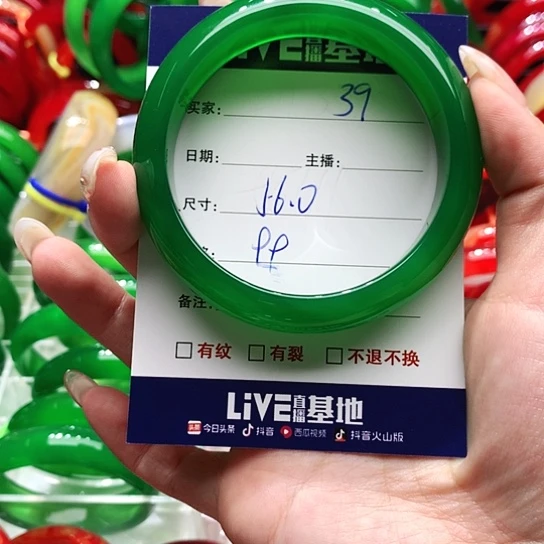 LiVE直播基地
买家: 39
日期: 主播:
尺寸: 56.0
PP
备注:
□有纹 □有裂 □不退不换
LiVE直播基地
头条 今日头条 抖音 西瓜视频 抖音火山版